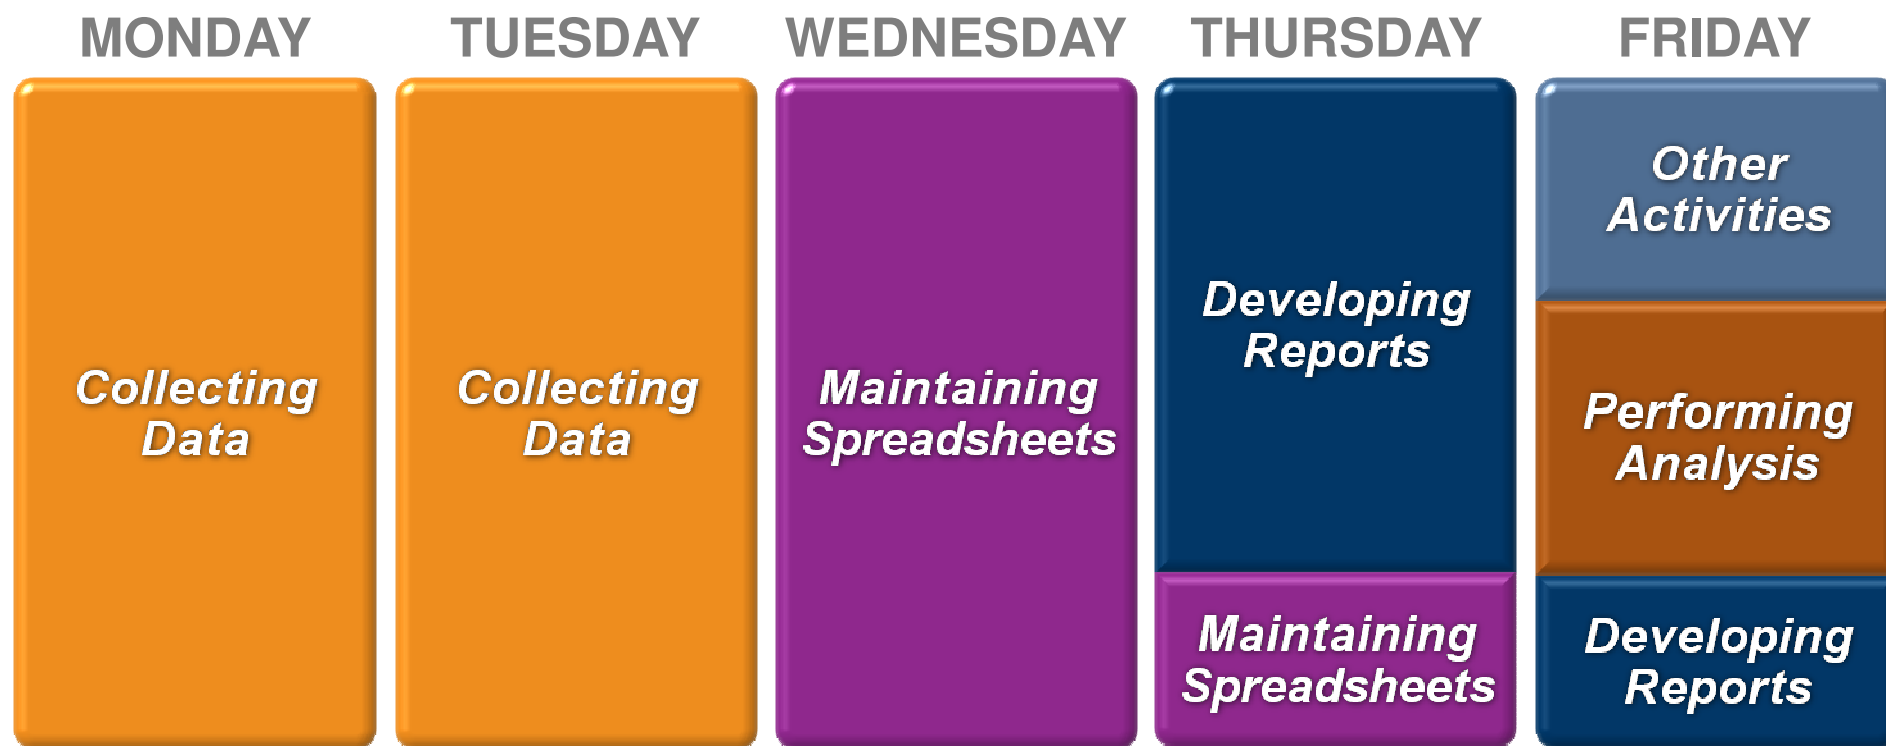 MONDAY
TUESDAY
WEDNESDAY
THURSDAY
FRIDAY
Collecting
Data
Collecting
Data
Maintaining
Spreadsheets
Developing
Reports
Maintaining
Spreadsheets
Other
Activities
Performing
Analysis
Developing
Reports